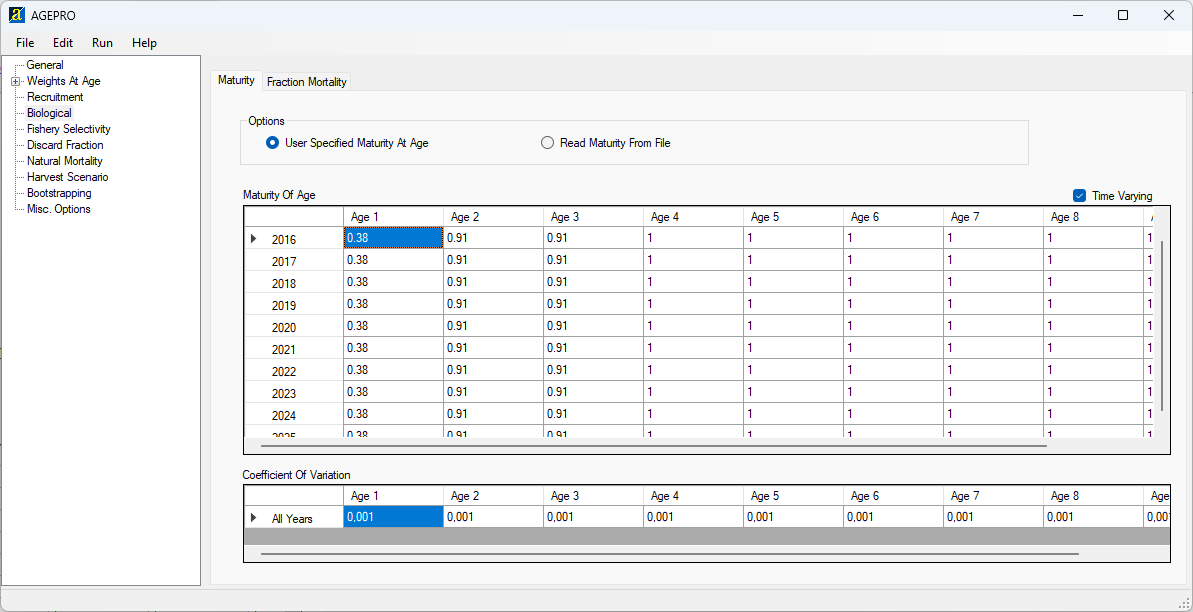 AGEPRO
File Edit Run Help
General
Weights At Age
Recruitment
Biological
Fishery Selectivity
Discard Fraction
Natural Mortality
Harvest Scenario
Bootstrapping
Misc. Options
Maturity Fraction Mortality
Options
User Specified Maturity At Age Read Maturity From File
Maturity Of Age Time Varying
Age 1 Age 2 Age 3 Age 4 Age 5 Age 6 Age 7 Age 8
2016 0.38 0.91 0.91 1 1 1 1 1 1
2017 0.38 0.91 0.91 1 1 1 1 1 1
2018 0.38 0.91 0.91 1 1 1 1 1 1
2019 0.38 0.91 0.91 1 1 1 1 1 1
2020 0.38 0.91 0.91 1 1 1 1 1 1
2021 0.38 0.91 0.91 1 1 1 1 1 1
2022 0.38 0.91 0.91 1 1 1 1 1 1
2023 0.38 0.91 0.91 1 1 1 1 1 1
2024 0.38 0.91 0.91 1 1 1 1 1 1
2025 0.38 0.91 0.91 1 1 1 1 1 1
Coefficient Of Variation
Age 1 Age 2 Age 3 Age 4 Age 5 Age 6 Age 7 Age 8 Age
All Years 0,001 0,001 0,001 0,001 0,001 0,001 0,001 0,001 0,001